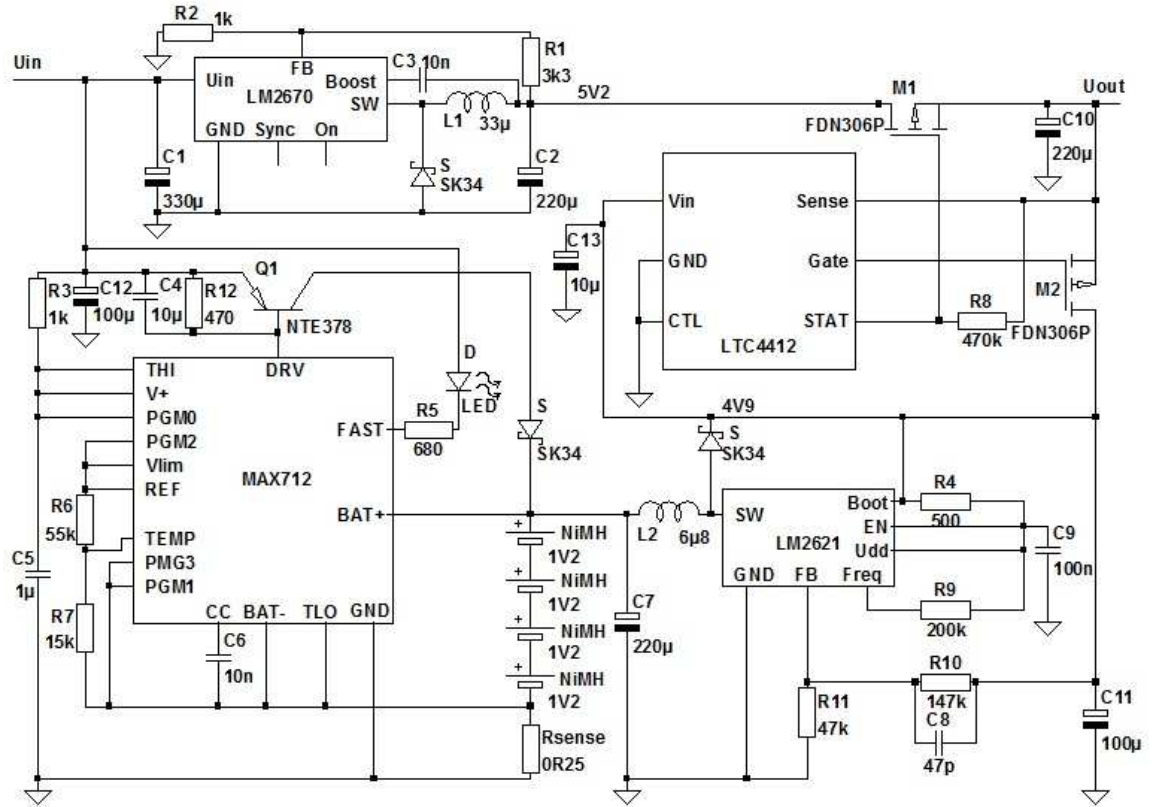 R2 1k
Uin
Uin FB Boost
LM2670 SW
GND Sync On
C3 10n
R1
3k3
L1 33µ
5V2
M1
FDN306P
Uout
C10
220µ
C1
330µ
S
SK34
C2
220µ
Vin Sense
GND Gate
CTL STAT
LTC4412
C13
10µ
M2
FDN306P
R8
470k
R3
1k
C12
100µ
C4
10µ
R12
470
Q1
NTE378
THI DRV
V+
PGM0
PGM2
Vlim
REF
TEMP
PMG3
PGM1
FAST
MAX712
BAT+
CC BAT- TLO GND
D
LED
R5
680
S
SK34
4V9
S
SK34
R6
55k
C5
1µ
R7
15k
C6
10n
NiMH
1V2
NiMH
1V2
NiMH
1V2
NiMH
1V2
+
+
+
+
Rsense
0R25
L2 6µ8
C7
220µ
SW Boot
EN
LM2621
Udd
GND FB Freq
R4
500
C9
100n
R9
200k
R10
147k
C8
47p
R11
47k
C11
100µ